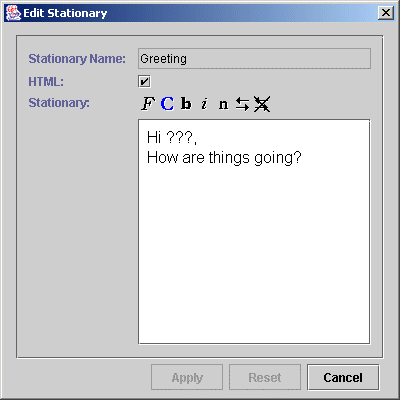 Edit Stationary
Stationary Name: Greeting
HTML:
Stationary: F C b i n
Hi ???,
How are things going?
Apply Reset Cancel